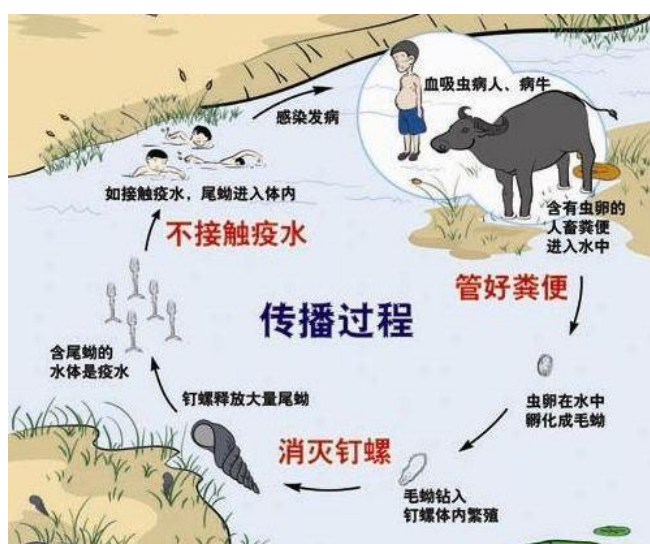 血吸虫病人、病牛
感染发病
如接触疫水，尾蚴进入体内
不接触疫水
含有虫卵的
人畜粪便
进入水中
管好粪便
传播过程
含尾蚴的
水体是疫水
虫卵在水中
孵化成毛蚴
钉螺释放大量尾蚴
消灭钉螺
毛蚴钻入
钉螺体内繁殖